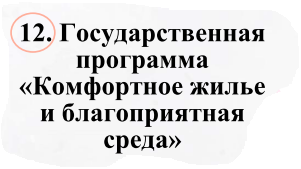 12. Государственная
программа
«Комфортное жилье
и благоприятная
среда»